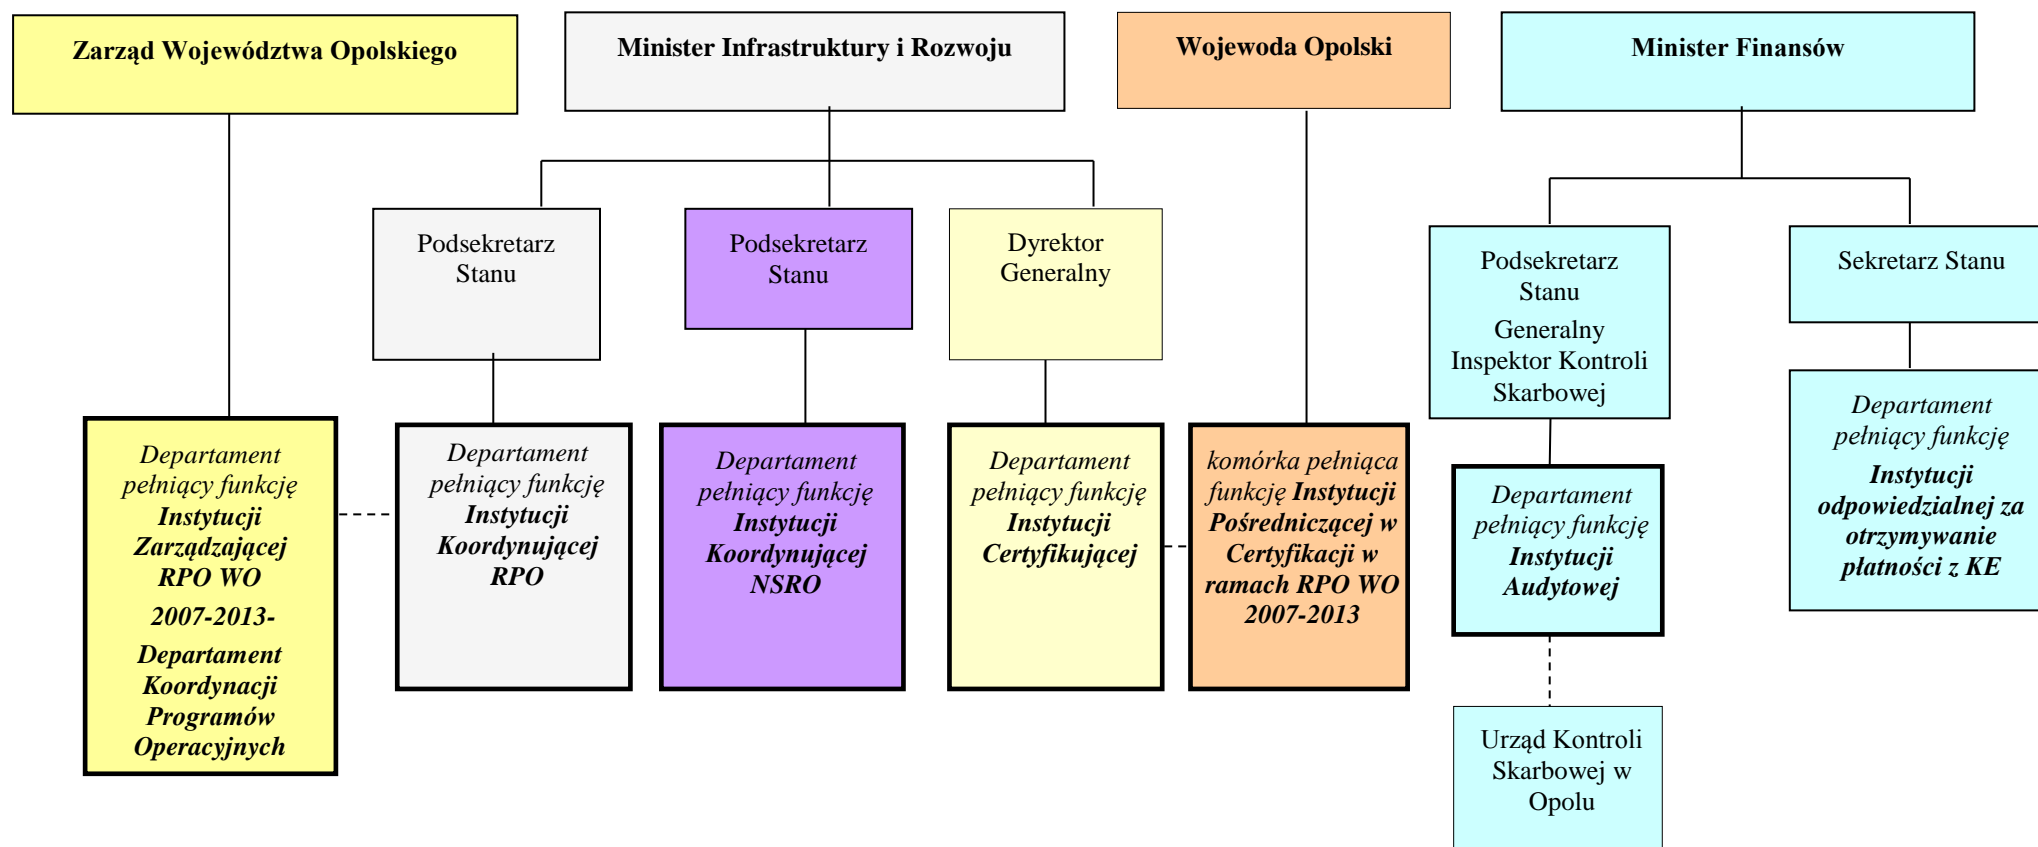 Zarząd Województwa Opolskiego
Minister Infrastruktury i Rozwoju
Wojewoda Opolski
Minister Finansów
Podsekretarz
Stanu
Podsekretarz
Stanu
Dyrektor
Generalny
Podsekretarz
Stanu
Generalny
Inspektor Kontroli
Skarbowej
Sekretarz Stanu
Departament
pełniący funkcję
Instytucji
Zarządzającej
RPO WO
2007-2013-
Departament
Koordynacji
Programów
Operacyjnych
Departament
pełniący funkcję
Instytucji
Koordynującej
RPO
Departament
pełniący funkcję
Instytucji
Koordynującej
NSRO
Departament
pełniący funkcję
Instytucji
Certyfikującej
komórka pełniąca
funkcję Instytucji
Pośredniczącej w
Certyfikacji w
ramach RPO WO
2007-2013
Departament
pełniący funkcję
Instytucji
Audytowej
Departament
pełniący funkcję
Instytucji
odpowiedzialnej za
otrzymywanie
płatności z KE
Urząd Kontroli
Skarbowej w
Opolu